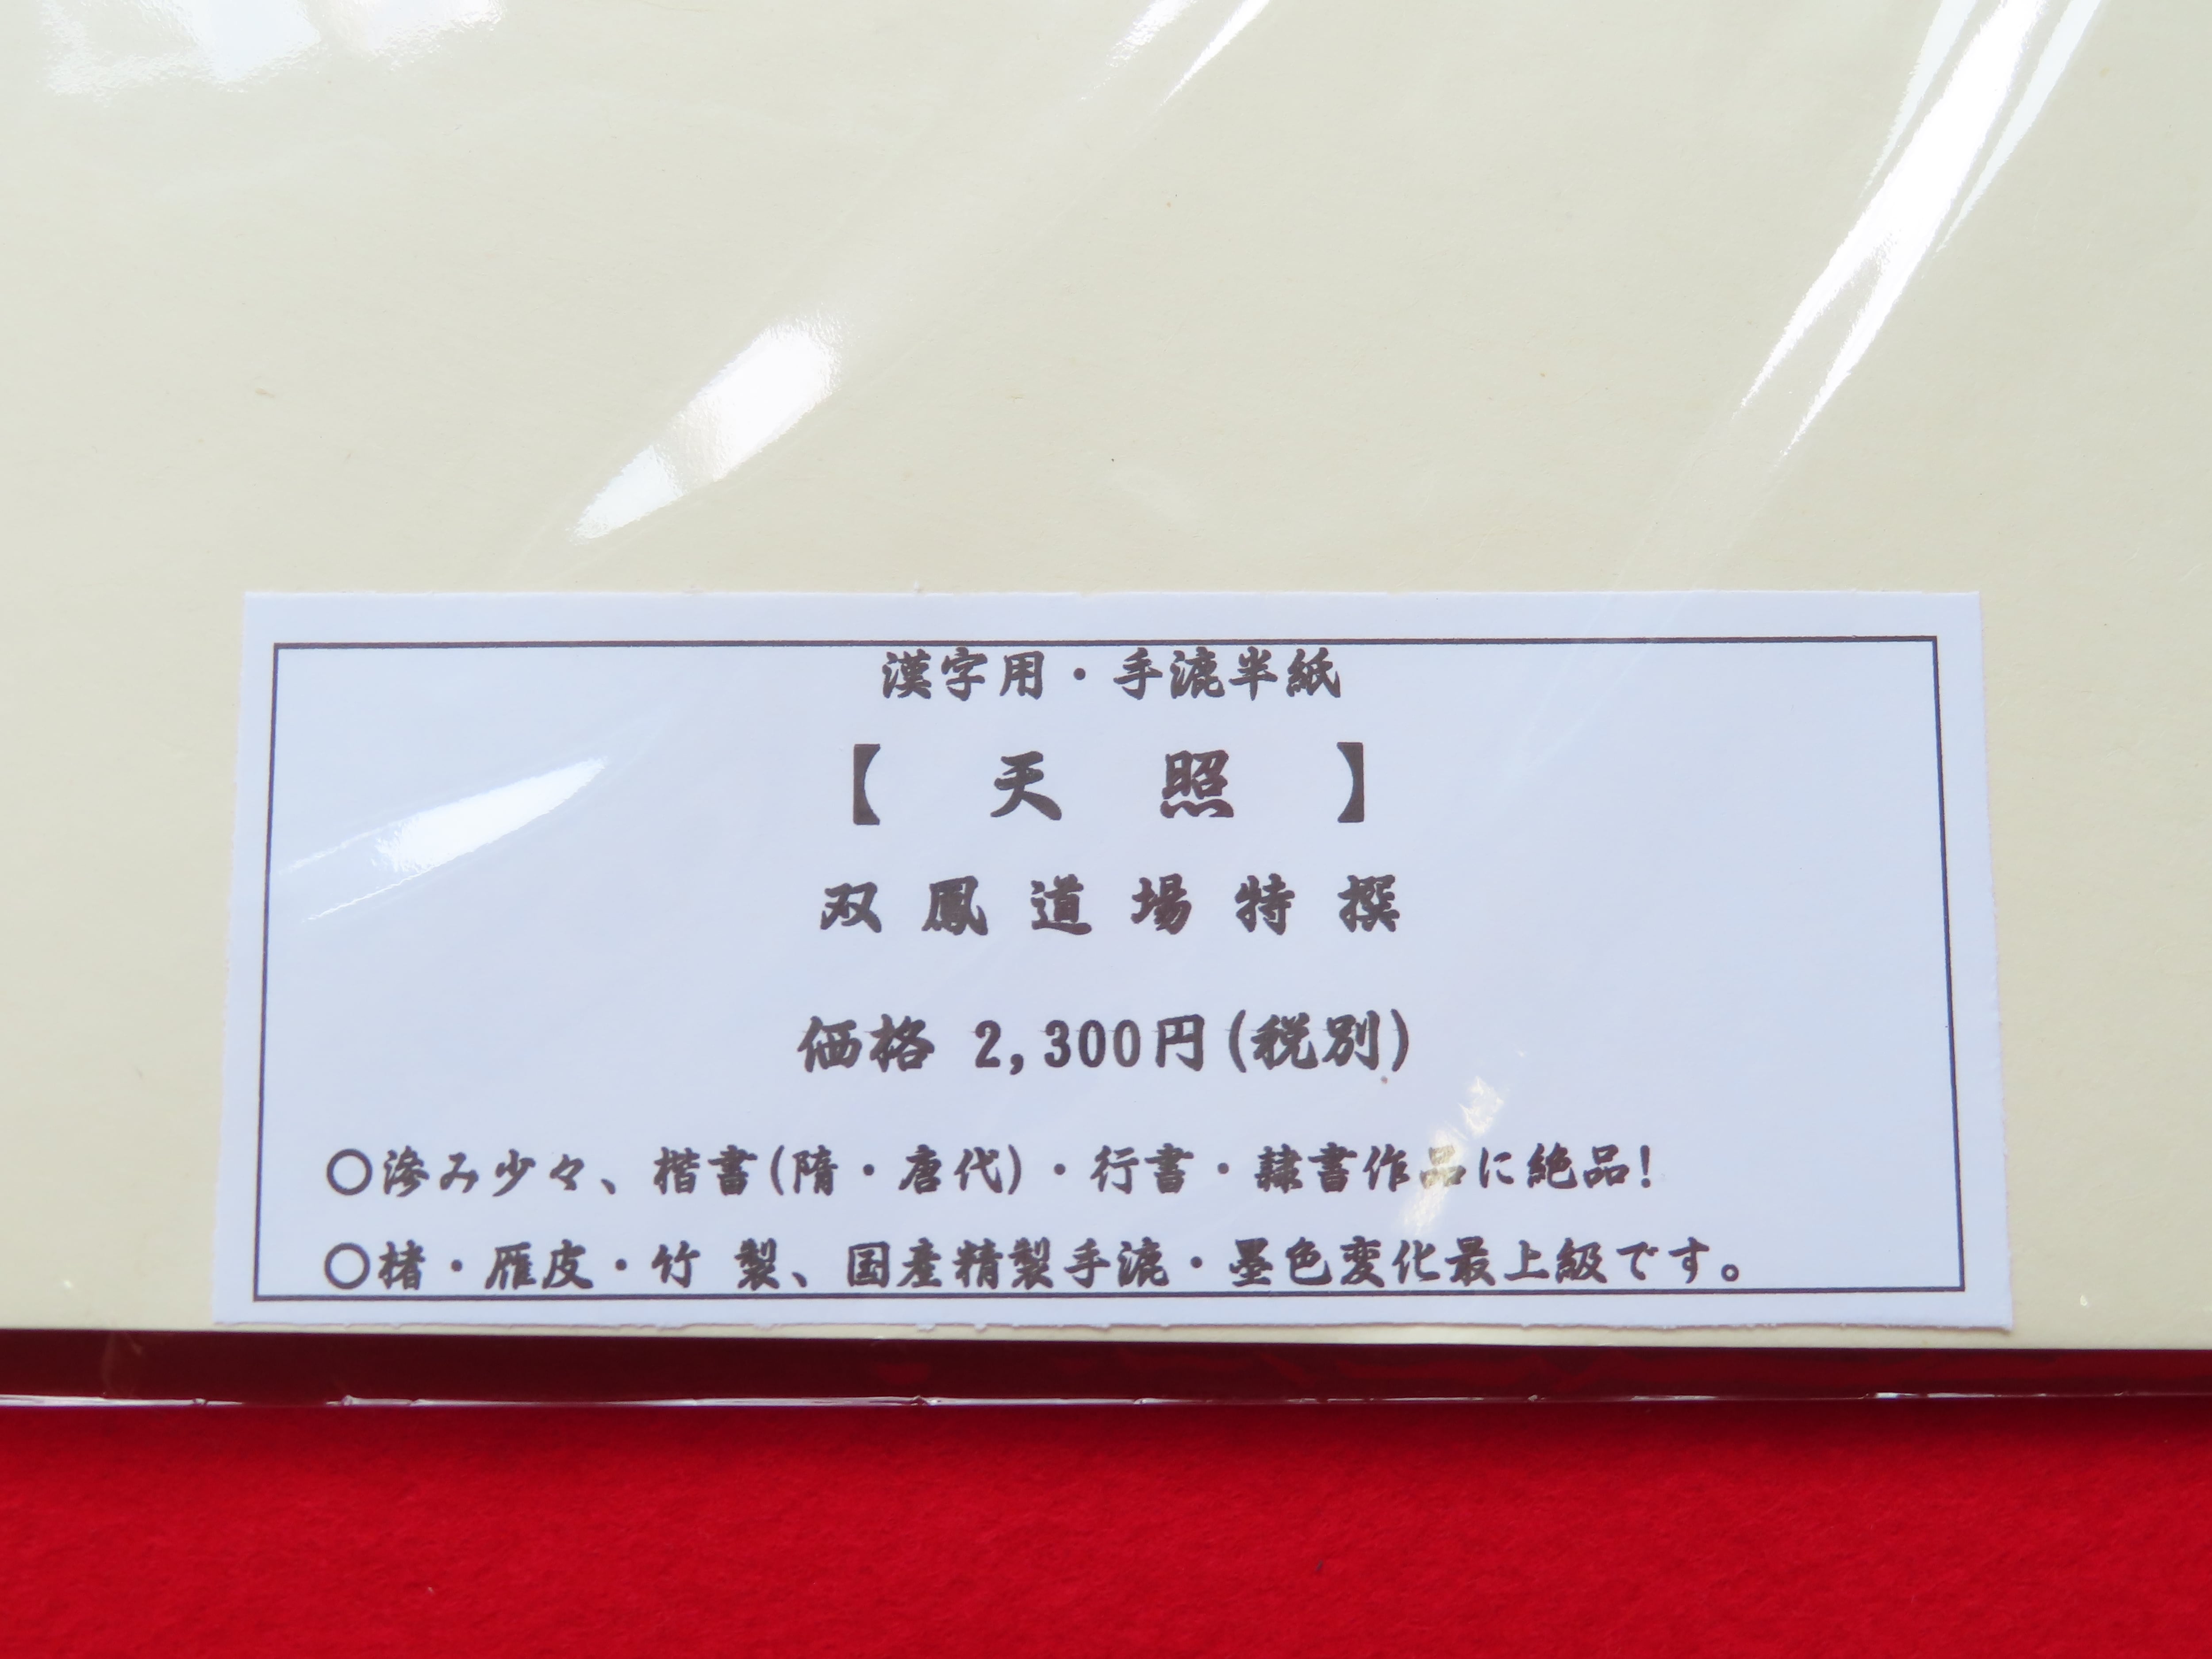 漢字用・手漉半紙
【 天 照 】
双鳳道場特撰
価格 2,300円(税別)
○滲み少々、楷書(隋・唐代)・行書・隷書作品に絶品!
○楮・雁皮・竹 製、国産精製手漉・墨色変化最上級です。